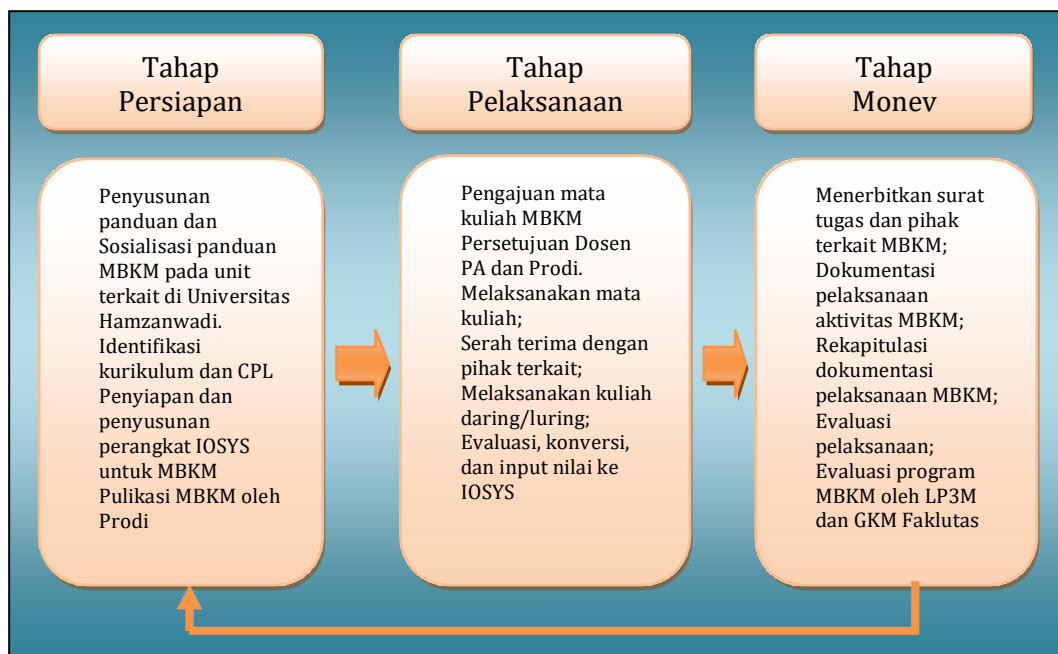 Tahap
Persiapan
Tahap
Pelaksanaan
Tahap
Monev
Penyusunan
panduan dan
Sosialisasi panduan
MBKM pada unit
terkait di Universitas
Hamzanwadi.
Identifikasi
kurikulum dan CPL
Penyiapan dan
penyusunan
perangkat IOSYS
untuk MBKM
Pulikasi MBKM oleh
Prodi
Pengajuan mata
kuliah MBKM
Persetujuan Dosen
PA dan Prodi.
Melaksanakan mata
kuliah;
Serah terima dengan
pihak terkait;
Melaksanakan kuliah
daring/luring;
Evaluasi, konversi,
dan input nilai ke
IOSYS
Menerbitkan surat
tugas dan pihak
terkait MBKM;
Dokumentasi
pelaksanaan
aktivitas MBKM;
Rekapitulasi
dokumentasi
pelaksanaan MBKM;
Evaluasi
pelaksanaan;
Evaluasi program
MBKM oleh LP3M
dan GKM Faklutas